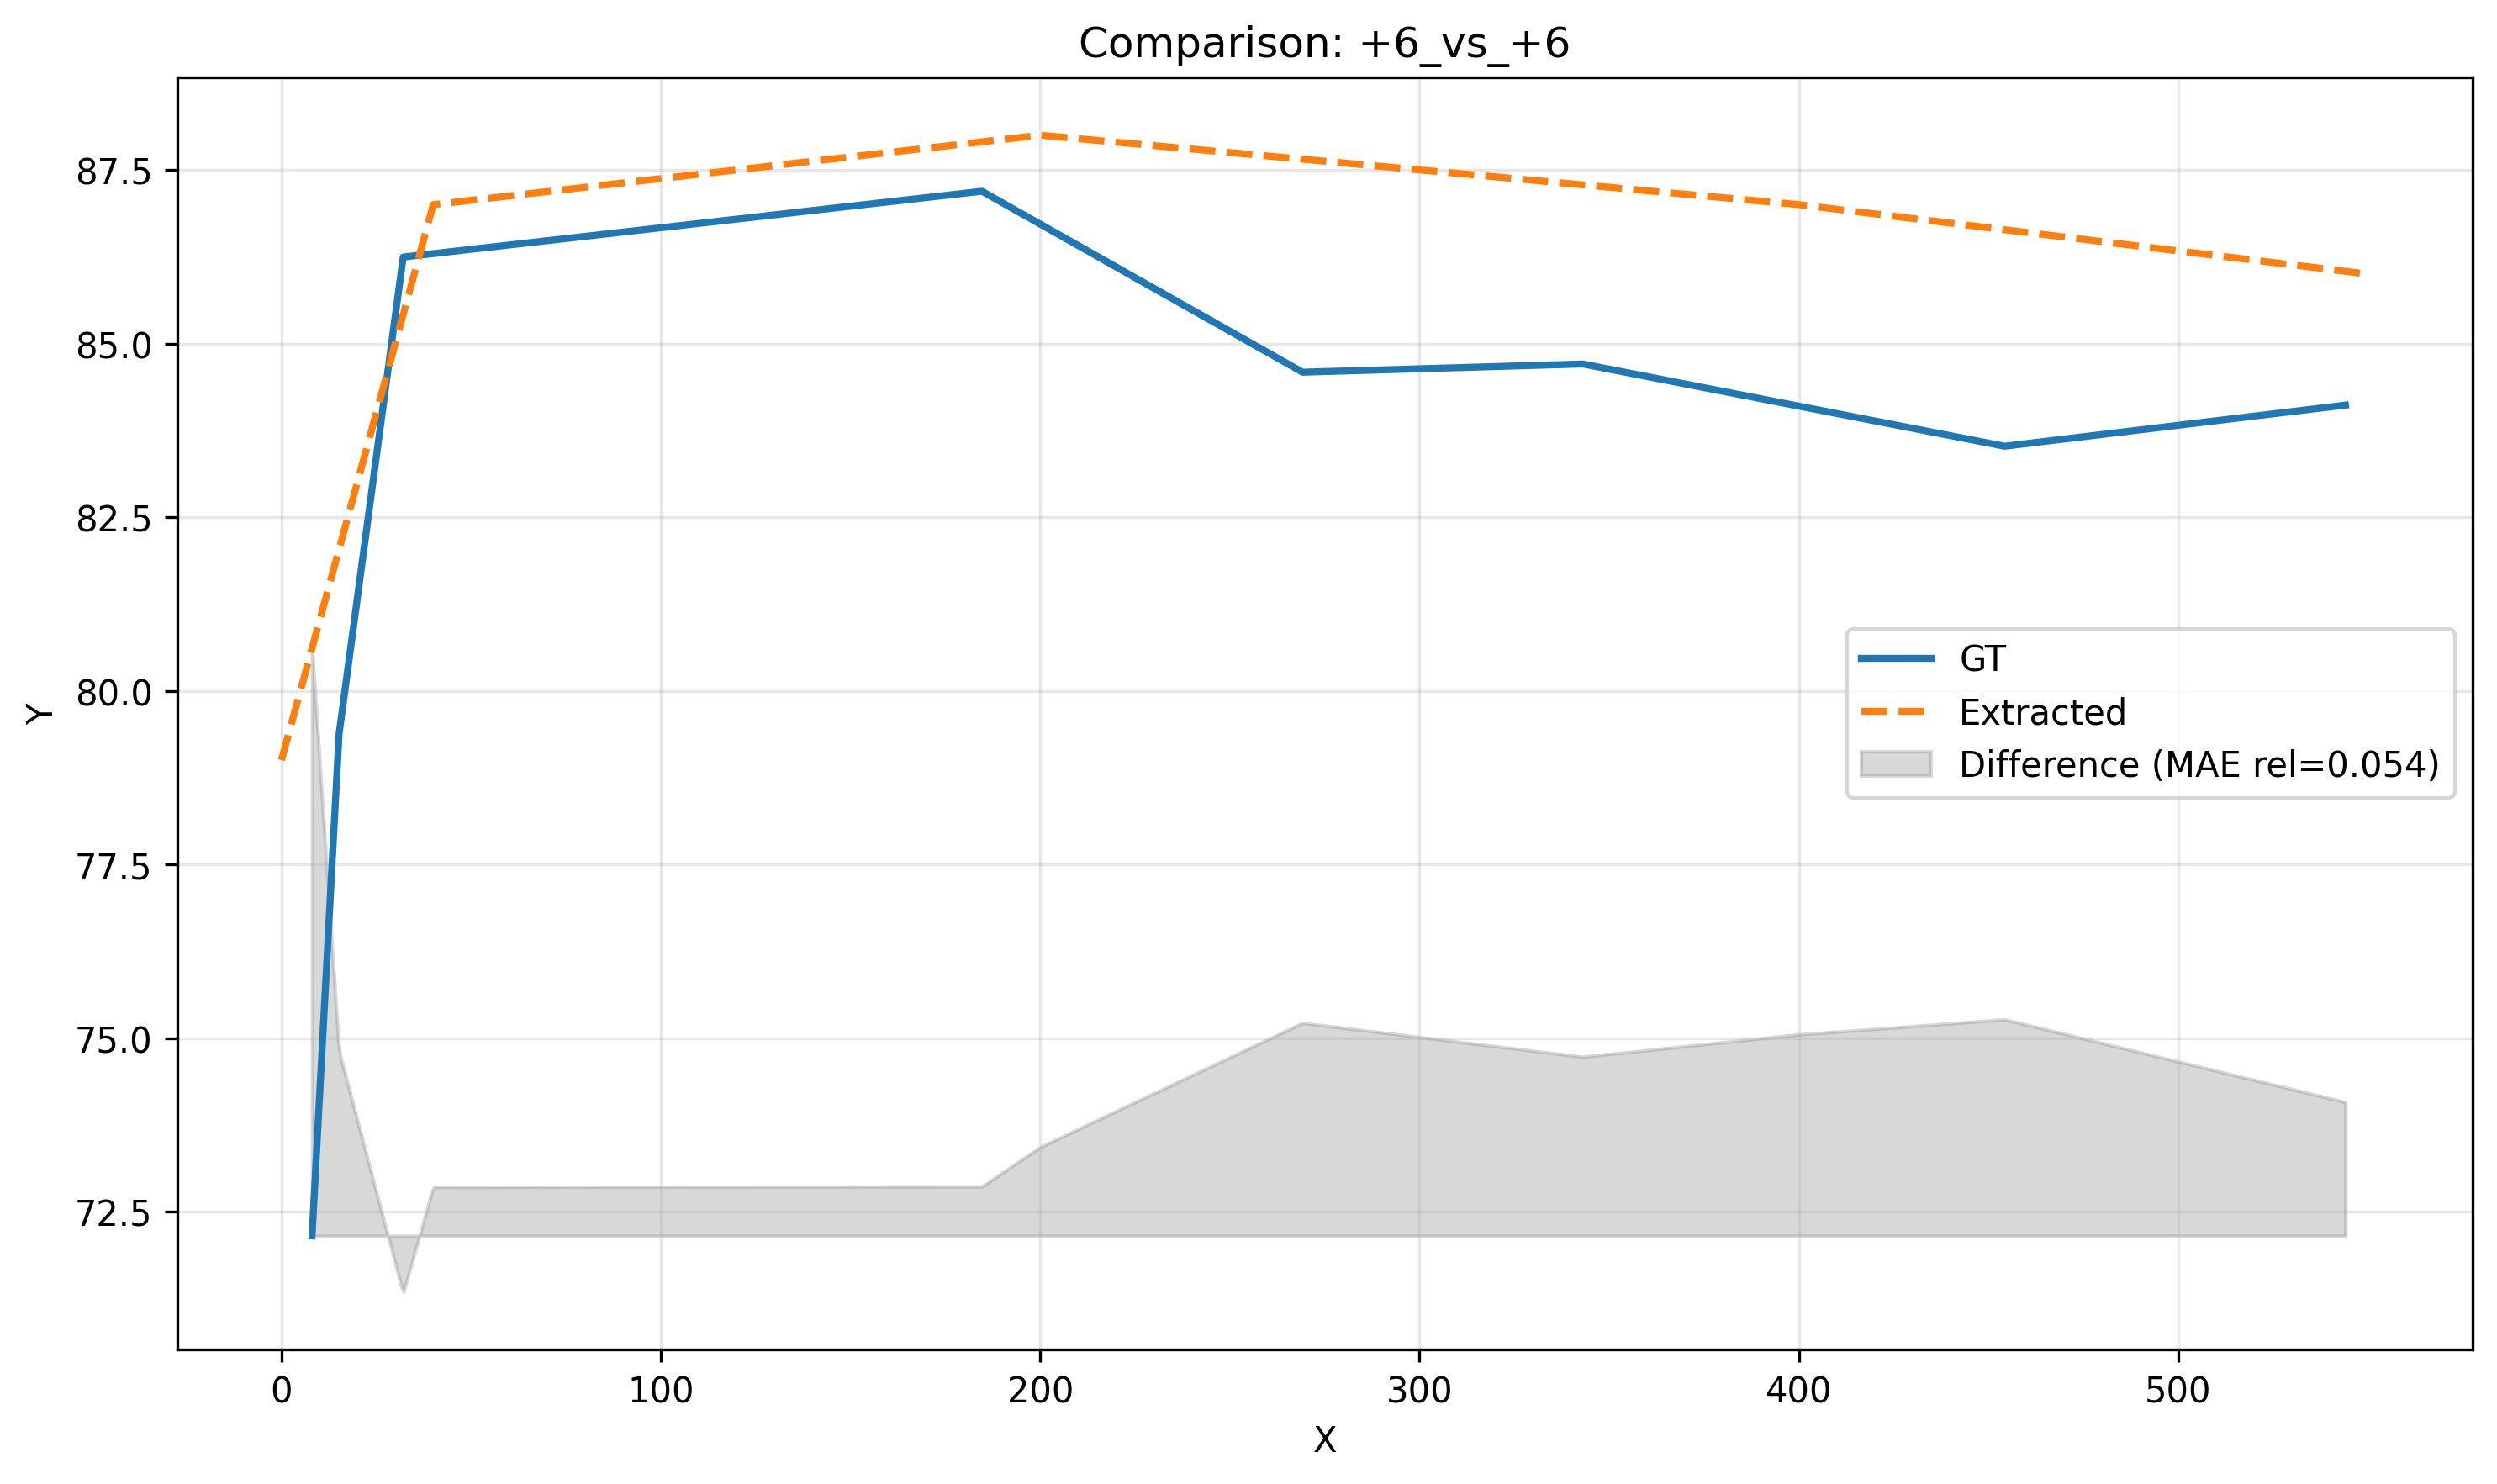 Comparison: +6_vs_+6
87.5
85.0
82.5
80.0
77.5
75.0
72.5
Y
GT
Extracted
Difference (MAE rel=0.054)
0 100 200 300 400 500
X